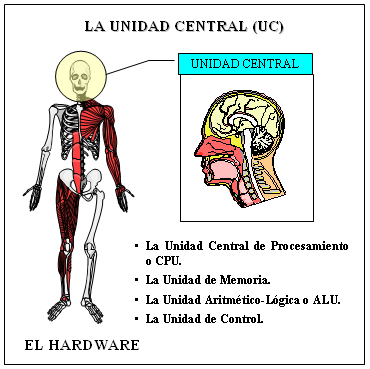 LA UNIDAD CENTRAL (UC)
UNIDAD CENTRAL
• La Unidad Central de Procesamiento
o CPU.
• La Unidad de Memoria.
• La Unidad Aritmético-Lógica o ALU.
• La Unidad de Control.
EL HARDWARE